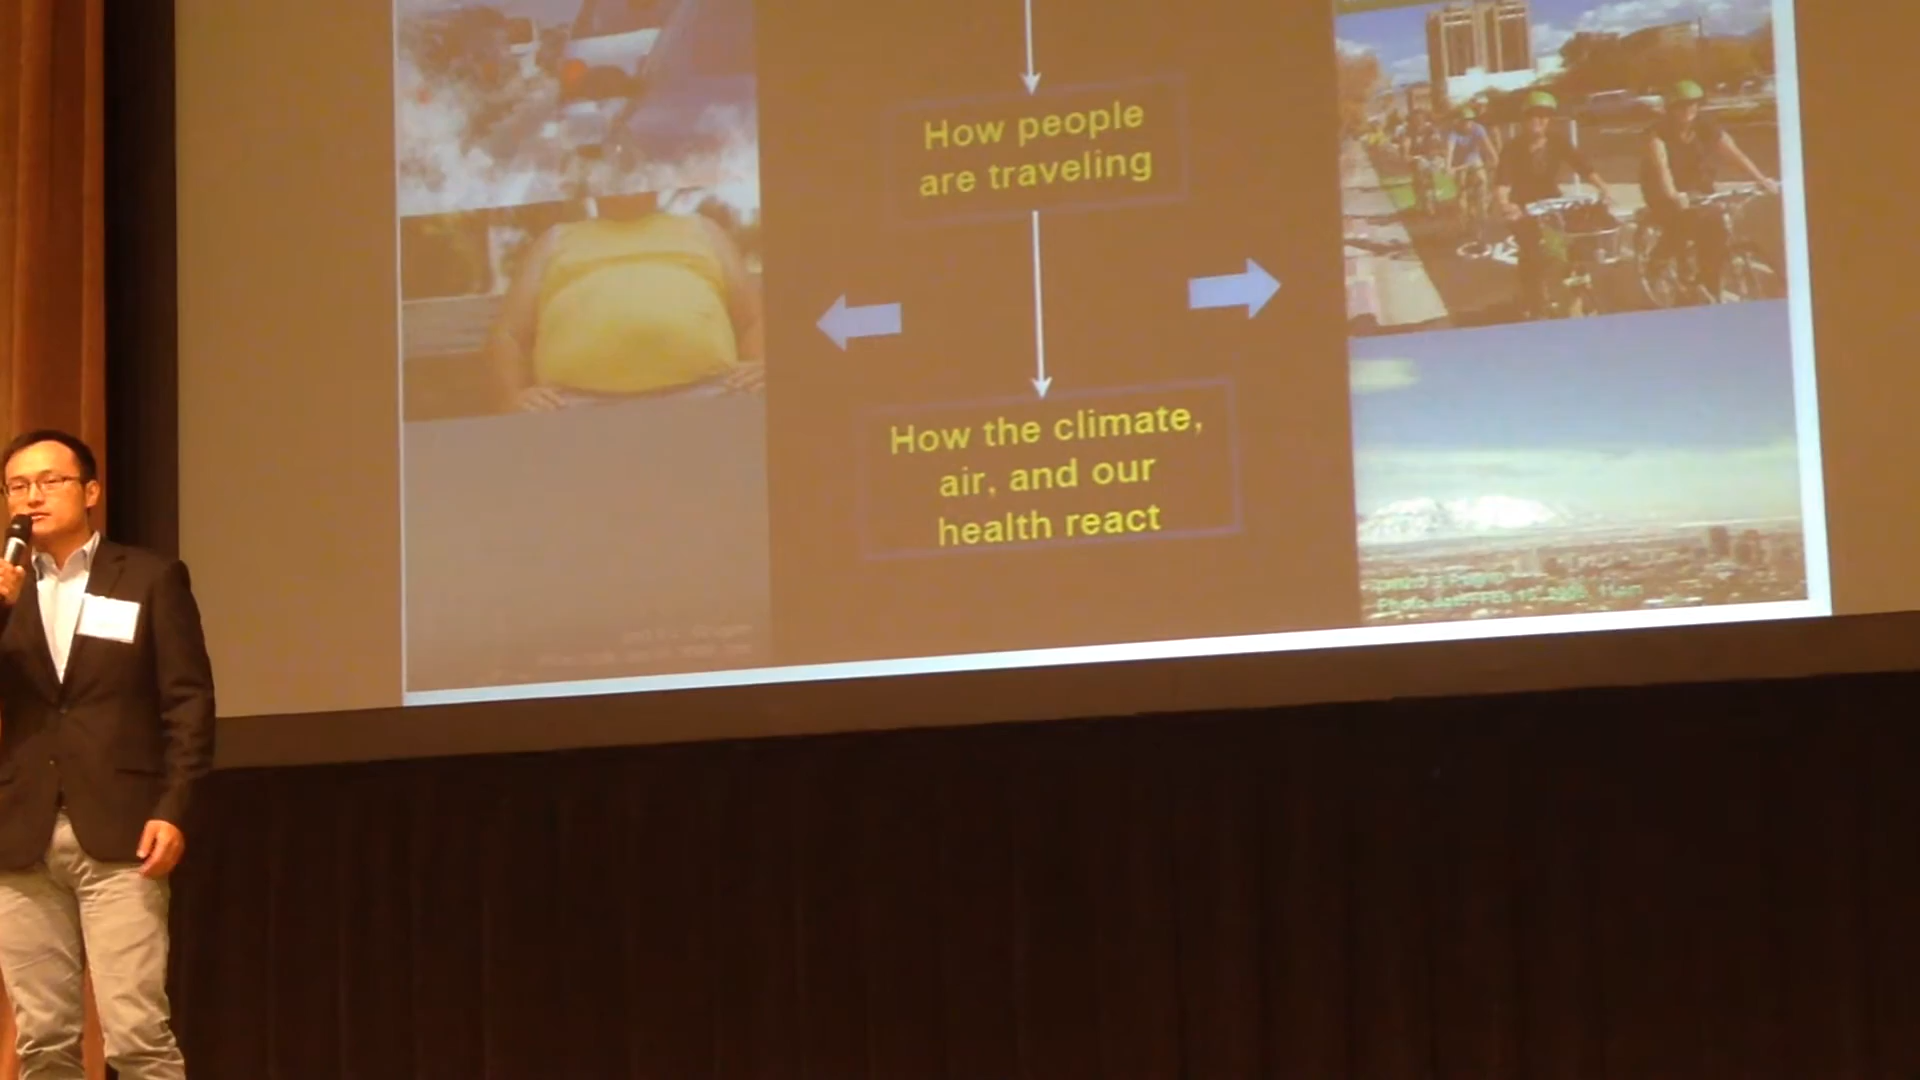 How people
are traveling
How the climate,
air, and our
health react